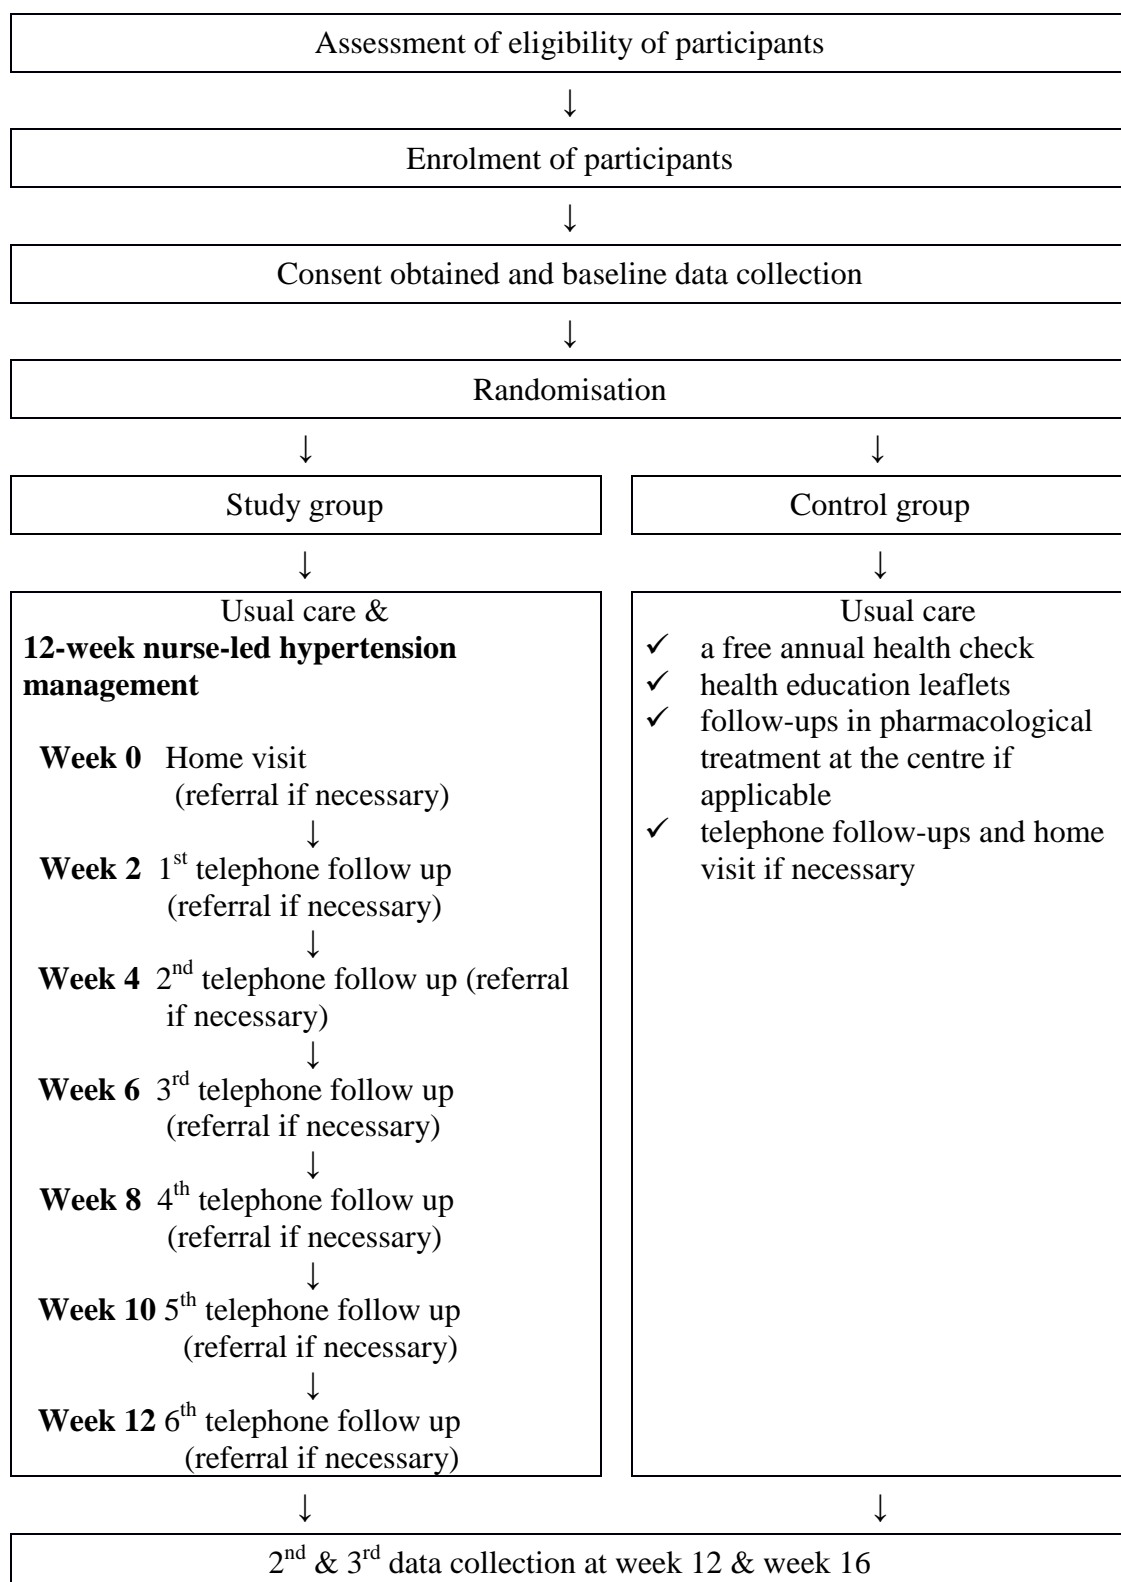 Assessment of eligibility of participants
↓
Enrolment of participants
↓
Consent obtained and baseline data collection
↓
Randomisation
↓ ↓
Study group
Control group
↓ ↓
Usual care &
12-week nurse-led hypertension
management
Week 0 Home visit
(referral if necessary)
↓
Week 2 1st telephone follow up
(referral if necessary)
↓
Week 4 2nd telephone follow up (referral
if necessary)
↓
Week 6 3rd telephone follow up
(referral if necessary)
↓
Week 8 4th telephone follow up
(referral if necessary)
↓
Week 10 5th telephone follow up
(referral if necessary)
↓
Week 12 6th telephone follow up
(referral if necessary)
Usual care
✓ a free annual health check
✓ health education leaflets
✓ follow-ups in pharmacological
treatment at the centre if
applicable
✓ telephone follow-ups and home
visit if necessary
↓ ↓
2nd & 3rd data collection at week 12 & week 16